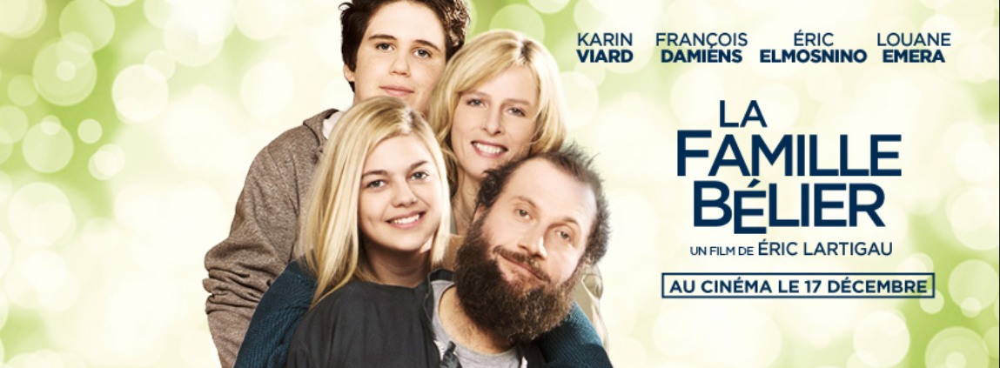 KARIN FRANÇOIS ÉRIC LOUANE
VIARD DAMIENS ELMOSNINO EMERA
LA
FAMILLE
BÉLIER
UN FILM DE ÉRIC LARTIGAU
AU CINÉMA LE 17 DÉCEMBRE